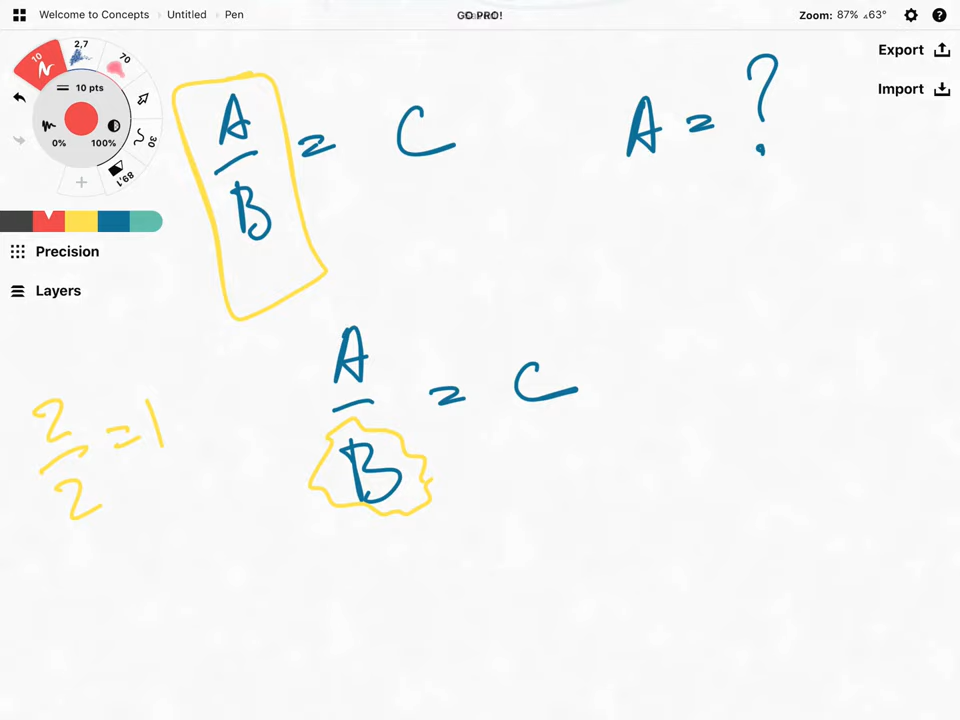 Welcome to Concepts > Untitled > Pen
GO PRO!
Zoom: 87% ⊿63°
Export
Import
10
2,7
70
10 pts
0%
100%
30
89,1
Precision
Layers
A/B = C
A = ?
A/B = C
2/2 = 1